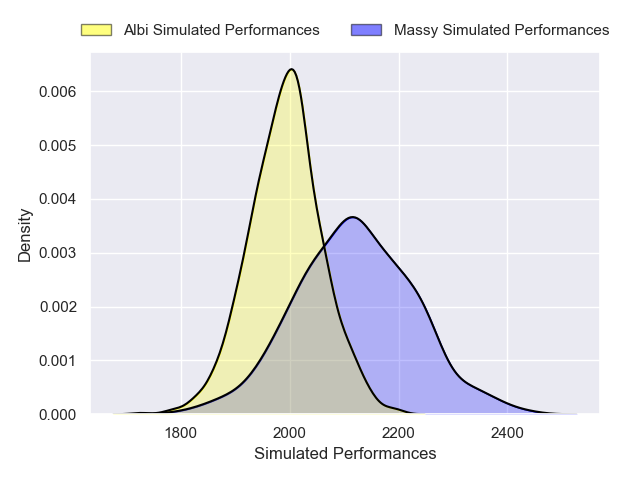 Albi Simulated Performances Massy Simulated Performances
0.006
0.005
0.004
Density
0.003
0.002
0.001
0.000
1800 2000 2200 2400
Simulated Performances